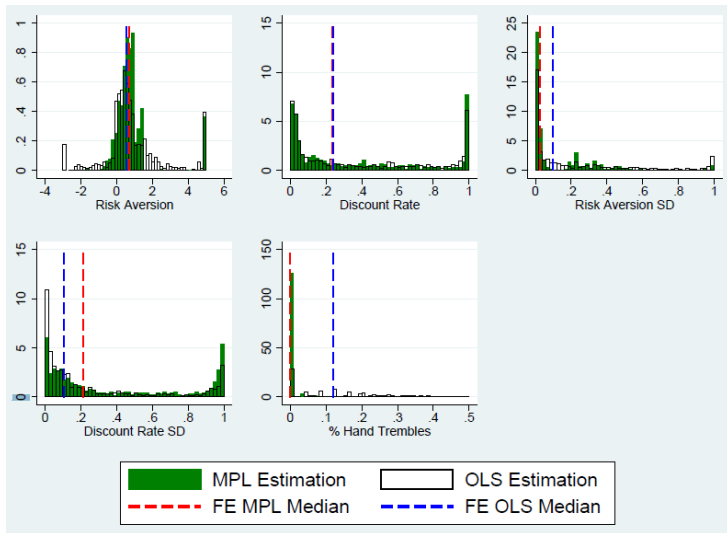 1
.8
.6
.4
.2
0
-4 -2 0 2 4 6
Risk Aversion
15
10
5
0
0 .2 .4 .6 .8 1
Discount Rate
25
20
15
10
5
0
0 .2 .4 .6 .8 1
Risk Aversion SD
15
10
5
0
0 .2 .4 .6 .8 1
Discount Rate SD
150
100
50
0
0 .1 .2 .3 .4 .5
% Hand Trembles
MPL Estimation OLS Estimation
FE MPL Median FE OLS Median